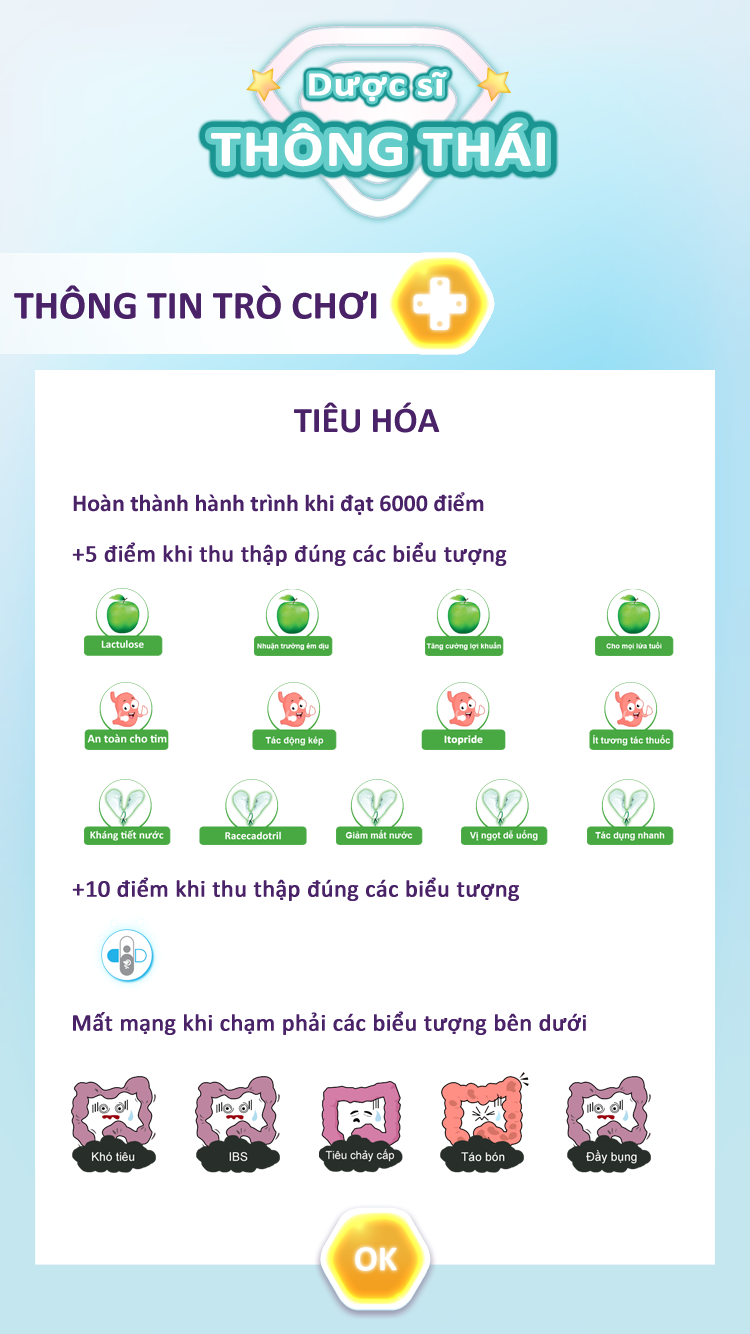 Dược sĩ
THÔNG THÁI
THÔNG TIN TRÒ CHƠI
TIÊU HÓA
Hoàn thành hành trình khi đạt 6000 điểm
+5 điểm khi thu thập đúng các biểu tượng
Lactulose
Nhuận trường êm dịu
Tăng cường lợi khuẩn
Cho mọi lứa tuổi
An toàn cho tim
Tác động kép
Itopride
Ít tương tác thuốc
Kháng tiết nước
Racecadotril
Giảm mất nước
Vị ngọt dễ uống
Tác dụng nhanh
+10 điểm khi thu thập đúng các biểu tượng
Mất mạng khi chạm phải các biểu tượng bên dưới
Khó tiêu
IBS
Tiêu chảy cấp
Táo bón
Đầy bụng
OK